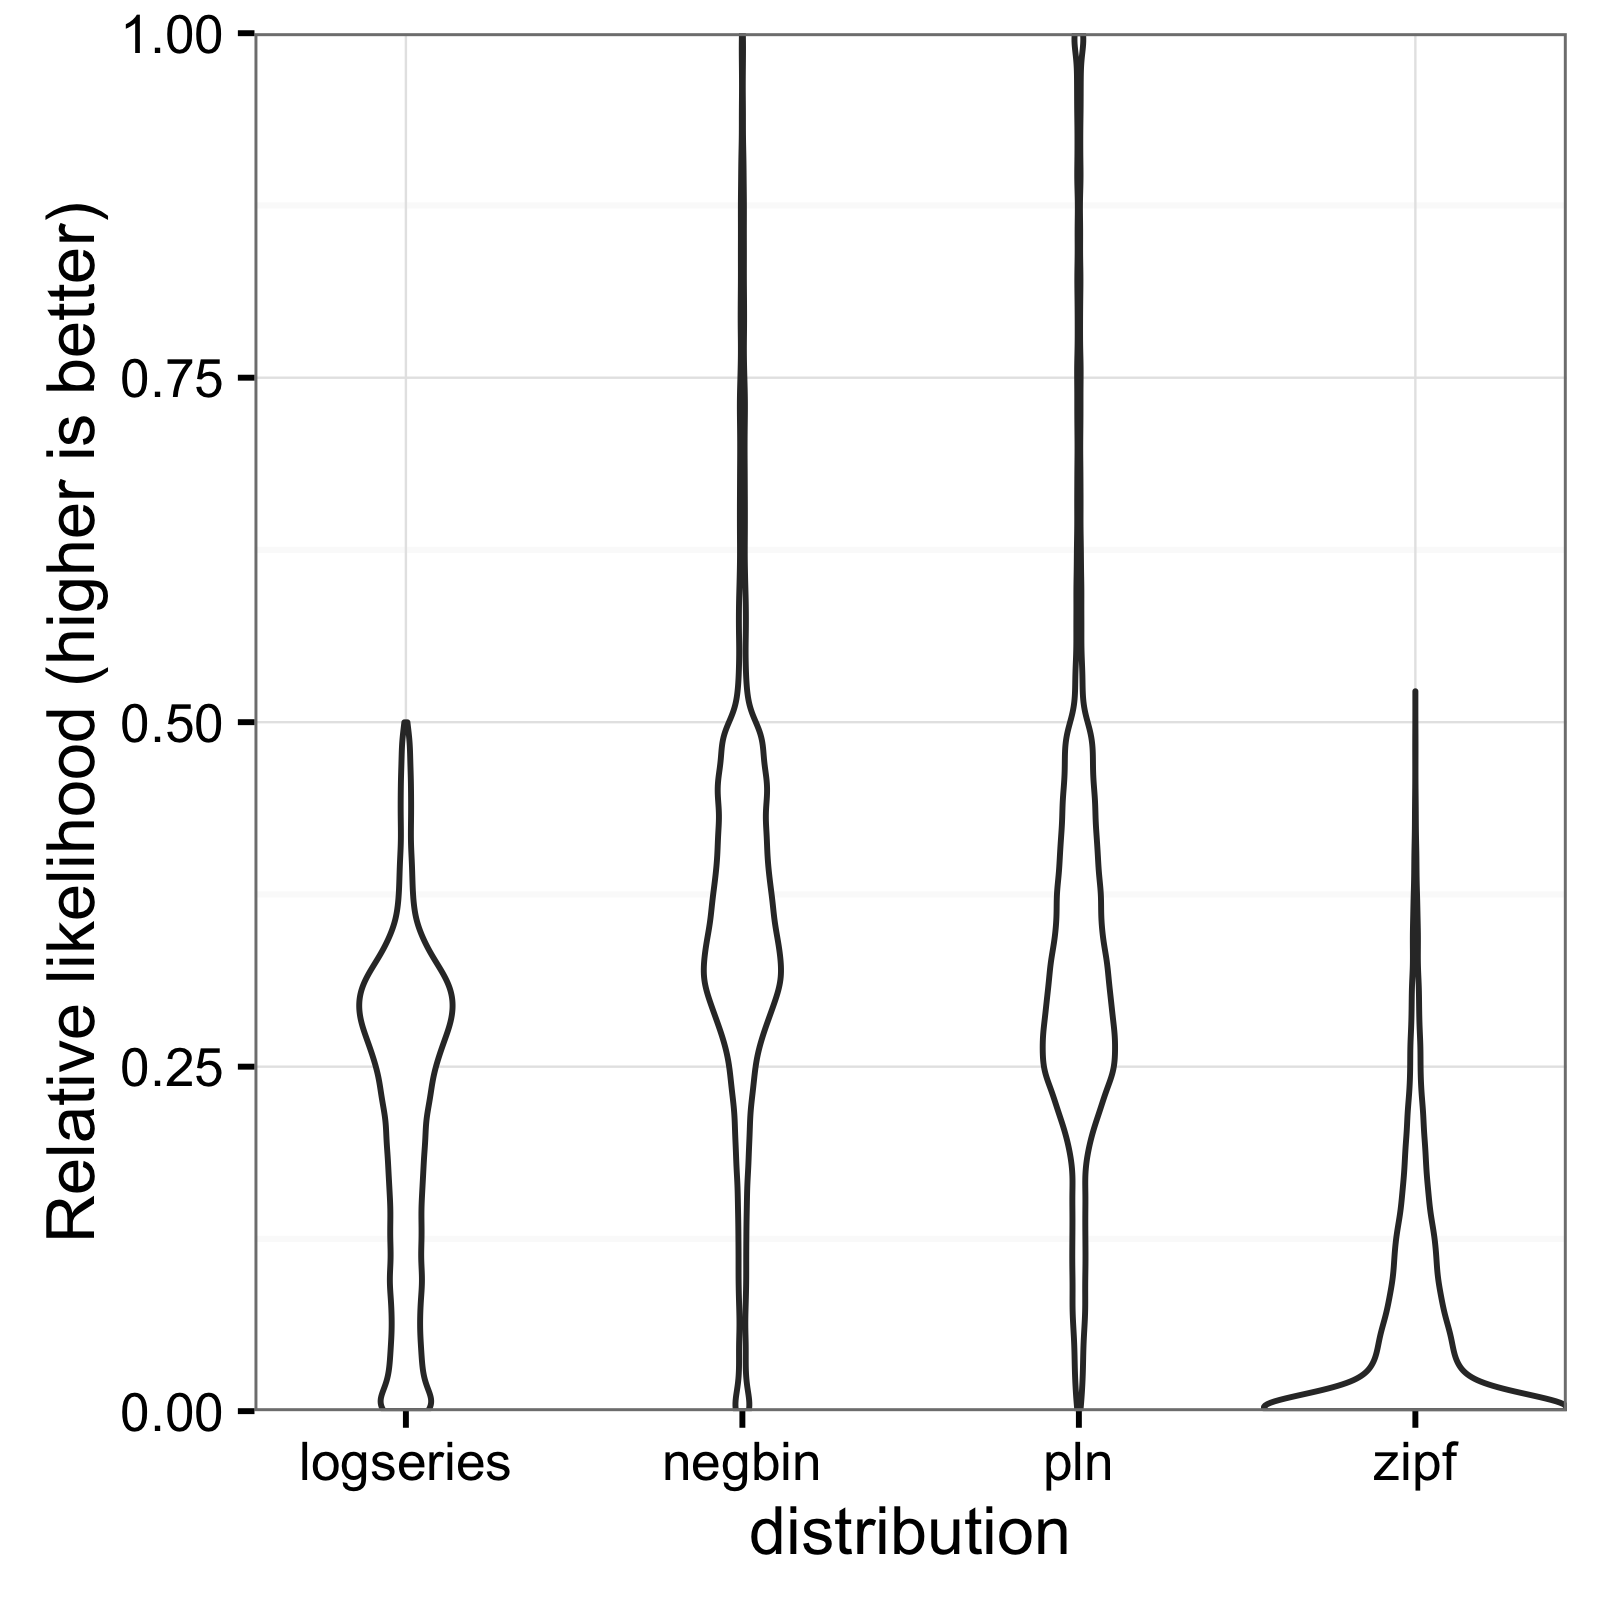 Relative likelihood (higher is better)
1.00
0.75
0.50
0.25
0.00
logseries negbin pln zipf
distribution